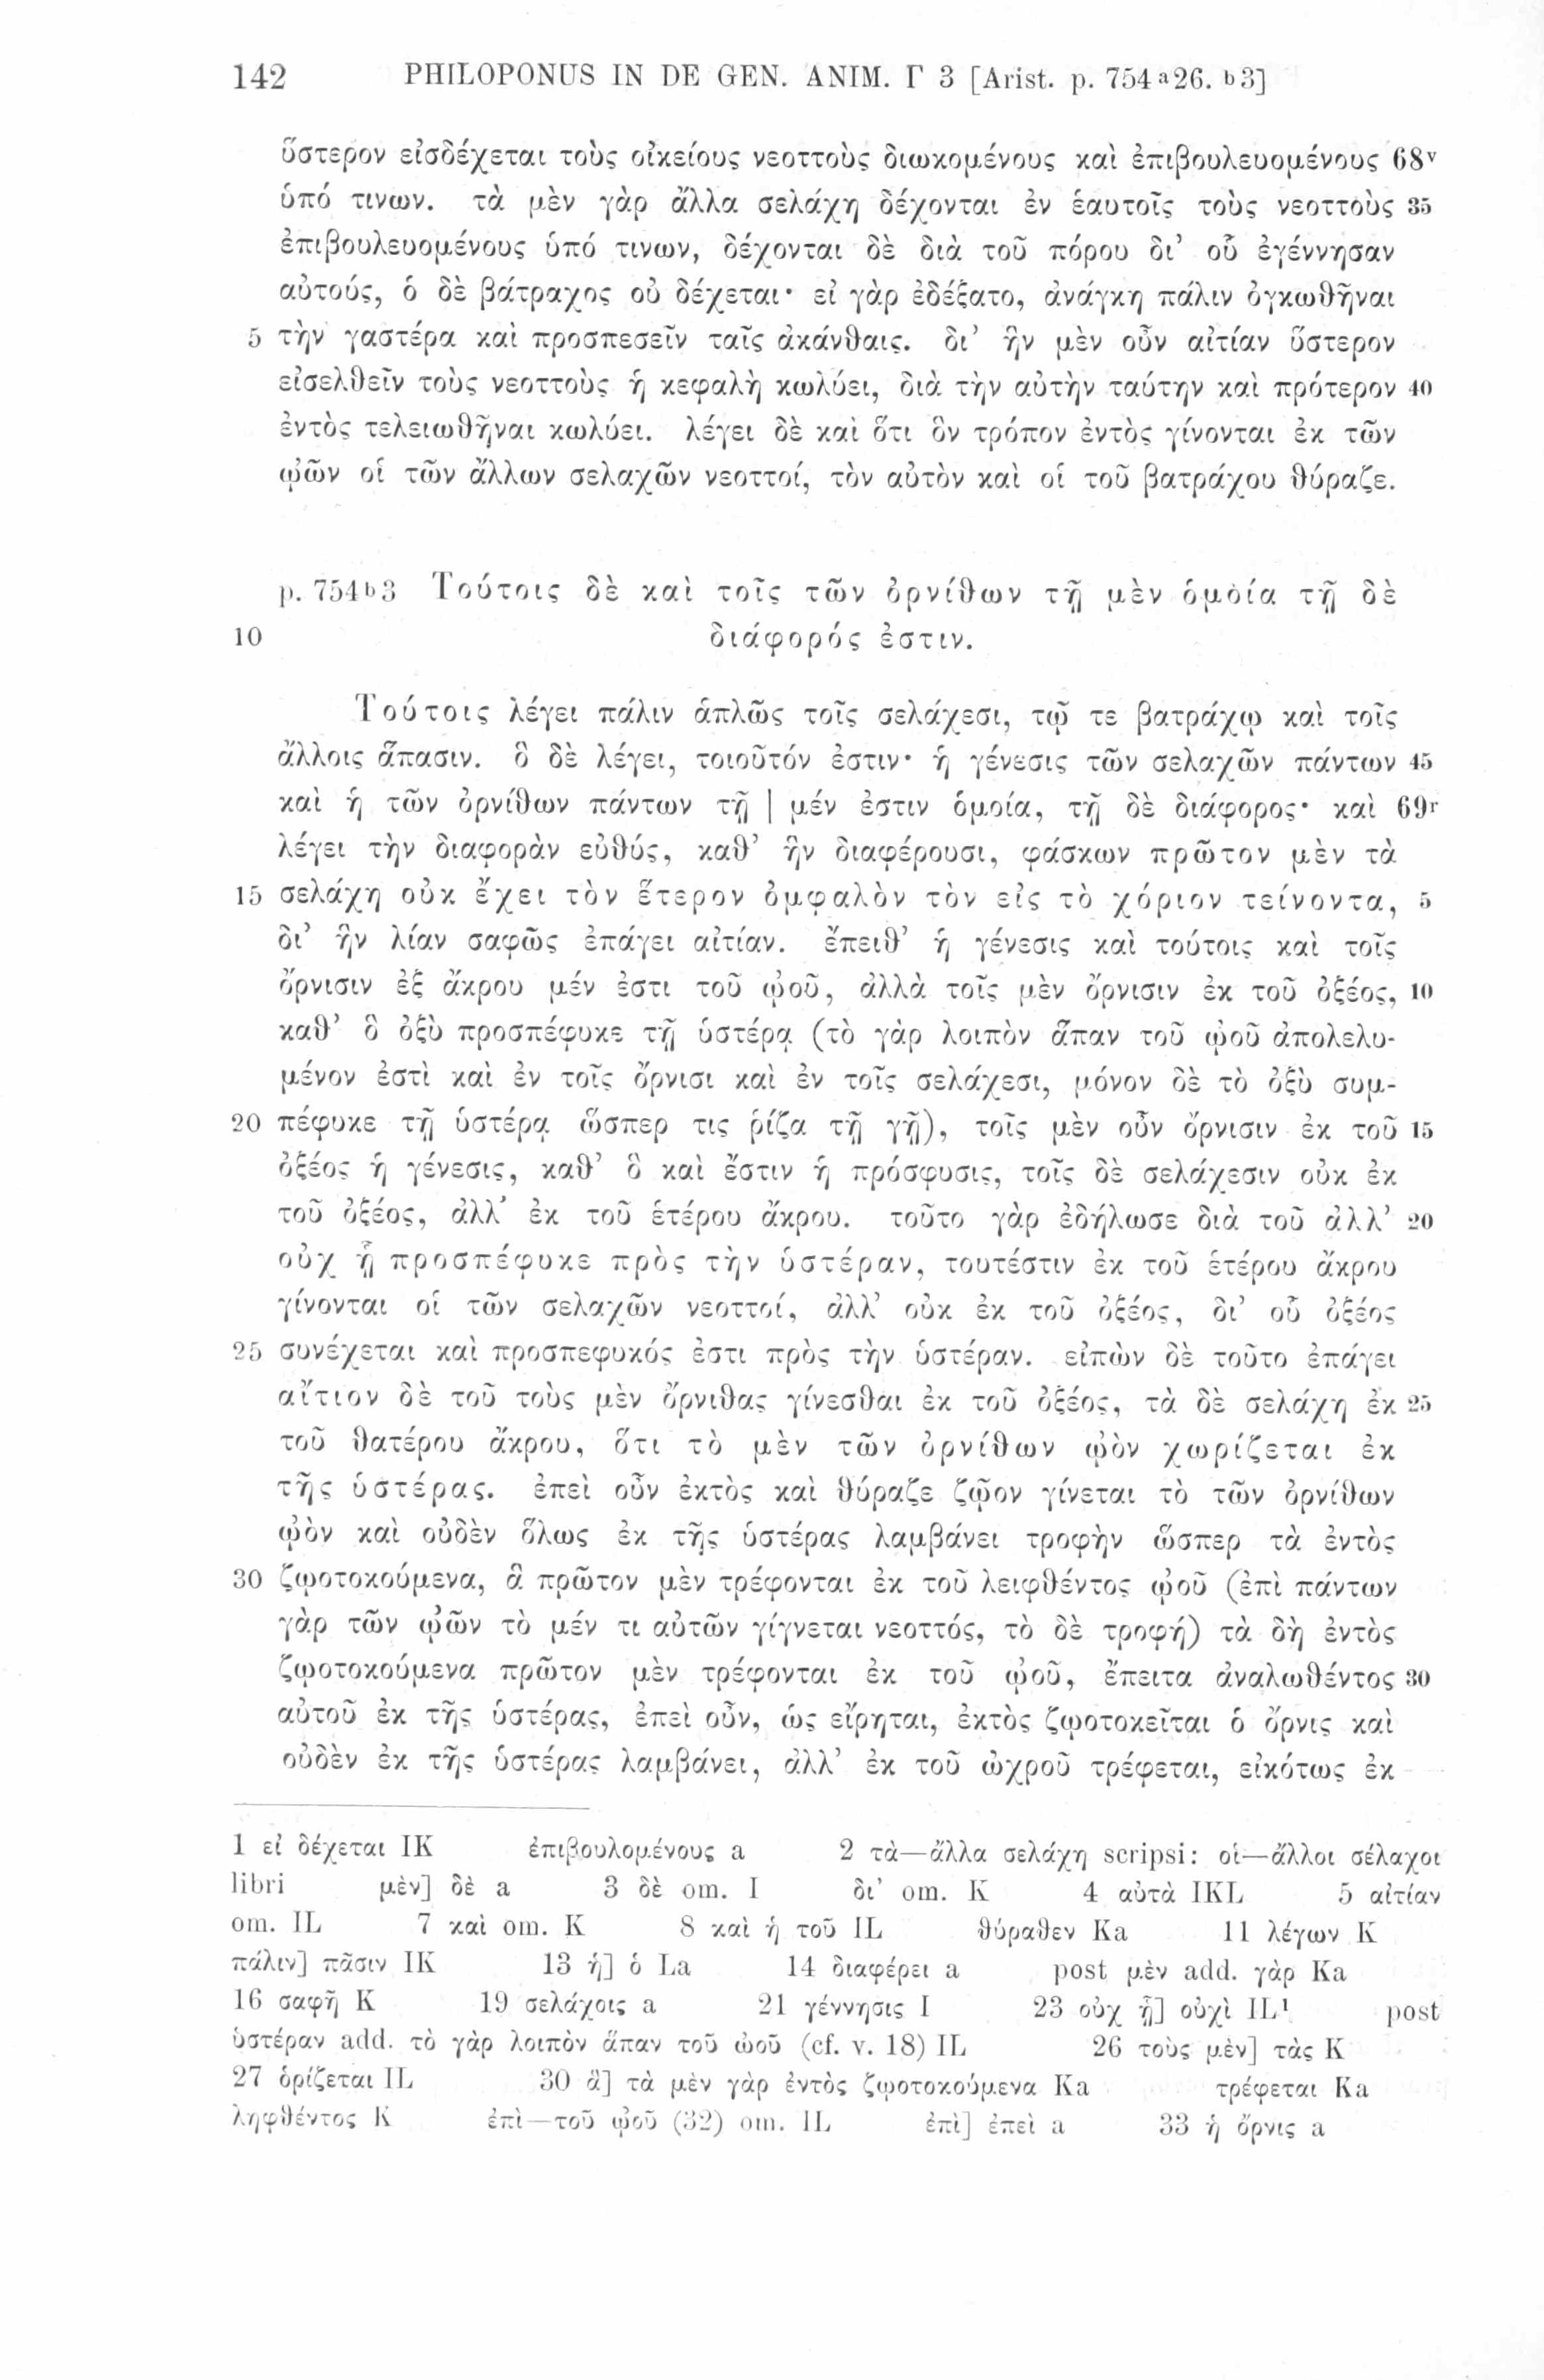 142 PHILOPONUS IN DE GEN. ANIM. Γ 3 [Arist. p. 754 a 26. b 3]
ὕστερον εἰσδέχεται τοὺς οἰκείους νεοττοὺς διωκομένους καὶ ἐπιβουλευομένους 68v
ὑπό τινων. τὰ μὲν γὰρ ἄλλα σελάχη δέχονται ἐν ἑαυτοῖς τοὺς νεοττοὺς 35
ἐπιβουλευομένους ὑπό τινων, δέχονται δὲ διὰ τοῦ πόρου δι’ οὗ ἐγέννησαν
αὐτούς, ὁ δὲ βάτραχος οὐ δέχεται· εἰ γὰρ ἐδέξατο, ἀνάγκη πάλιν ὀγκωθῆναι
5 τὴν γαστέρα καὶ προσπεσεῖν ταῖς ἀκάνθαις. δι’ ἣν μὲν οὖν αἰτίαν ὕστερον
εἰσελθεῖν τοὺς νεοττοὺς ἡ κεφαλὴ κωλύει, διὰ τὴν αὐτὴν ταύτην καὶ πρότερον 40
ἐντὸς τελειωθῆναι κωλύει. λέγει δὲ καὶ ὅτι ὃν τρόπον ἐντὸς γίνονται ἐκ τῶν
ᾠῶν οἱ τῶν ἄλλων σελαχῶν νεοττοί, τὸν αὐτὸν καὶ οἱ τοῦ βατράχου θύραζε.
p. 754b3 Τούτοις δὲ καὶ τοῖς τῶν ὀρνίθων τῇ μὲν ὁμοία τῇ δὲ
10 διάφορός ἐστιν.
Τούτοις λέγει πάλιν ἁπλῶς τοῖς σελάχεσι, τῷ τε βατράχῳ καὶ τοῖς
ἄλλοις ἅπασιν. ὃ δὲ λέγει, τοιοῦτόν ἐστιν· ἡ γένεσις τῶν σελαχῶν πάντων 45
καὶ ἡ τῶν ὀρνίθων πάντων τῇ | μέν ἐστιν ὁμοία, τῇ δὲ διάφορος· καὶ 69r
λέγει τὴν διαφορὰν εὐθύς, καθ’ ἣν διαφέρουσι, φάσκων πρῶτον μὲν τὰ
15 σελάχη οὐκ ἔχει τὸν ἕτερον ὀμφαλὸν τὸν εἰς τὸ χόριον τείνοντα, 5
δι’ ἣν λίαν σαφῶς ἐπάγει αἰτίαν. ἔπειθ’ ἡ γένεσις καὶ τούτοις καὶ τοῖς
ὄρνισιν ἐξ ἄκρου μέν ἐστι τοῦ ᾠοῦ, ἀλλὰ τοῖς μὲν ὄρνισιν ἐκ τοῦ ὀξέος, 10
καθ’ ὃ ὀξὺ προσπέφυκε τῇ ὑστέρᾳ (τὸ γὰρ λοιπὸν ἅπαν τοῦ ᾠοῦ ἀπολελυ-
μένον ἐστὶ καὶ ἐν τοῖς ὄρνισι καὶ ἐν τοῖς σελάχεσι, μόνον δὲ τὸ ὀξὺ συμ-
20 πέφυκε τῇ ὑστέρᾳ ὥσπερ τις ῥίζα τῇ γῇ), τοῖς μὲν οὖν ὄρνισιν ἐκ τοῦ 15
ὀξέος ἡ γένεσις, καθ’ ὃ καὶ ἔστιν ἡ πρόσφυσις, τοῖς δὲ σελάχεσιν οὐκ ἐκ
τοῦ ὀξέος, ἀλλ’ ἐκ τοῦ ἑτέρου ἄκρου. τοῦτο γὰρ ἐδήλωσε διὰ τοῦ ἀλλ’ 20
οὐχ ᾗ προσπέφυκε πρὸς τὴν ὑστέραν, τουτέστιν ἐκ τοῦ ἑτέρου ἄκρου
γίνονται οἱ τῶν σελαχῶν νεοττοί, ἀλλ’ οὐκ ἐκ τοῦ ὀξέος, δι’ οὗ ὀξέος
25 συνέχεται καὶ προσπεφυκός ἐστι πρὸς τὴν ὑστέραν. εἰπὼν δὲ τοῦτο ἐπάγει
αἴτιον δὲ τοῦ τοὺς μὲν ὄρνιθας γίνεσθαι ἐκ τοῦ ὀξέος, τὰ δὲ σελάχη ἐκ 25
τοῦ θατέρου ἄκρου, ὅτι τὸ μὲν τῶν ὀρνίθων ᾠὸν χωρίζεται ἐκ
τῆς ὑστέρας. ἐπεὶ οὖν ἐκτὸς καὶ θύραζε ζῷον γίνεται τὸ τῶν ὀρνίθων
ᾠὸν καὶ οὐδὲν ὅλως ἐκ τῆς ὑστέρας λαμβάνει τροφὴν ὥσπερ τὰ ἐντὸς
30 ζῳοτοκούμενα, ἃ πρῶτον μὲν τρέφονται ἐκ τοῦ λειφθέντος ᾠοῦ (ἐπὶ πάντων
γὰρ τῶν ᾠῶν τὸ μέν τι αὐτῶν γίγνεται νεοττός, τὸ δὲ τροφή) τὰ δὴ ἐντὸς
ζῳοτοκούμενα πρῶτον μὲν τρέφονται ἐκ τοῦ ᾠοῦ, ἔπειτα ἀναλωθέντος 30
αὐτοῦ ἐκ τῆς ὑστέρας, ἐπεὶ οὖν, ὡς εἴρηται, ἐκτὸς ζῳοτοκεῖται ὁ ὄρνις καὶ
οὐδὲν ἐκ τῆς ὑστέρας λαμβάνει, ἀλλ’ ἐκ τοῦ ὠχροῦ τρέφεται, εἰκότως ἐκ
1 εἰ δέχεται IK ἐπιβουλομένους a 2 τὰ—ἄλλα σελάχη scripsi: οἱ—ἄλλοι σέλαχοι
libri μὲν] δὲ a 3 δὲ om. I δι’ om. K 4 αὐτὰ IKL 5 αἰτίαν
om. IL 7 καὶ om. K 8 καὶ ἡ τοῦ IL θύραθεν Ka 11 λέγων K
πάλιν] πᾶσιν IK 13 ἡ] ὁ La 14 διαφέρει a post μὲν add. γὰρ Ka
16 σαφῆ K 19 σελάχοις a 21 γέννησις I 23 οὐχ ᾗ] οὐχὶ IL¹ post
ὑστέραν add. τὸ γὰρ λοιπὸν ἅπαν τοῦ ὠοῦ (cf. v. 18) IL 26 τοὺς μὲν] τὰς K
27 ὁρίζεται IL 30 ἃ] τὰ μὲν γὰρ ἐντὸς ζῳοτοκούμενα Ka τρέφεται Ka
ληφθέντος K ἐπὶ—τοῦ ᾠοῦ (32) om. IL ἐπὶ] ἐπεὶ a 33 ἡ ὄρνις a